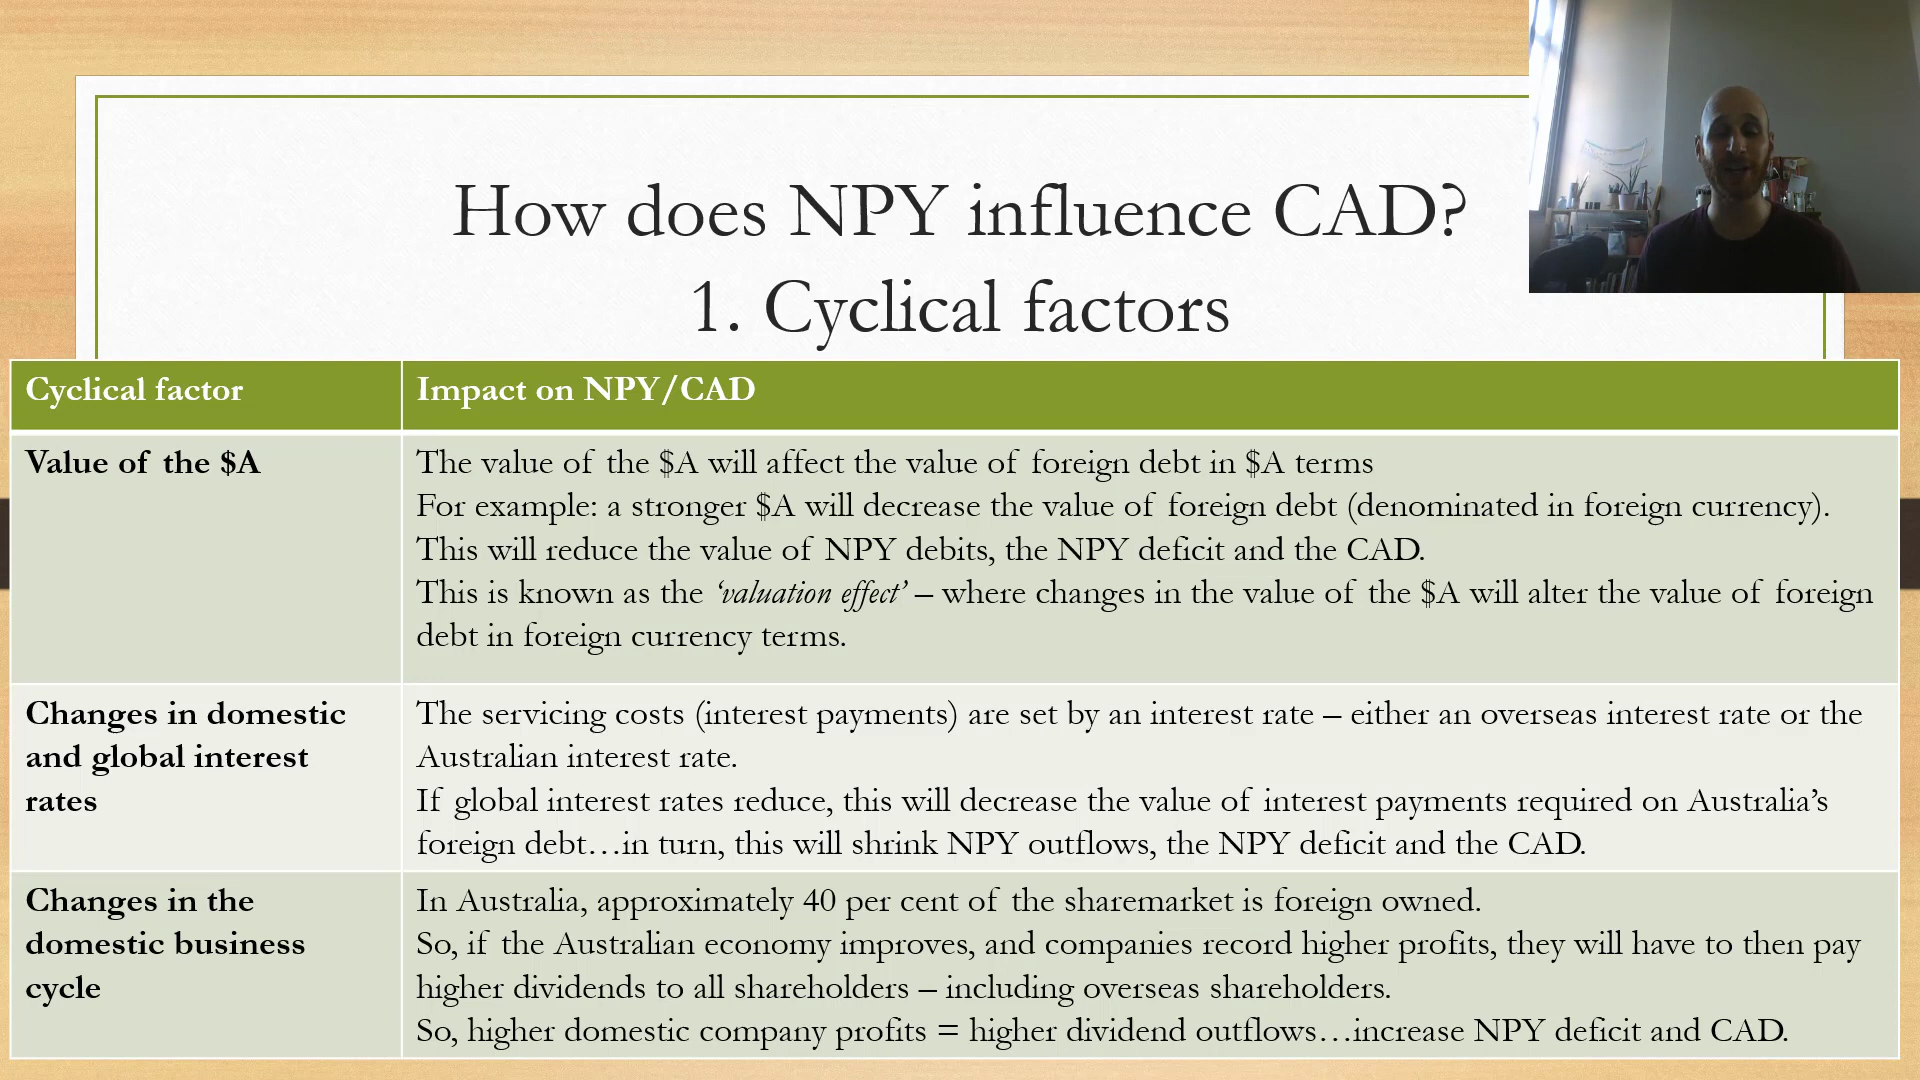 How does NPY influence CAD?
1. Cyclical factors
Cyclical factor
Impact on NPY/CAD
Value of the $A
The value of the $A will affect the value of foreign debt in $A terms
For example: a stronger $A will decrease the value of foreign debt (denominated in foreign currency).
This will reduce the value of NPY debits, the NPY deficit and the CAD.
This is known as the ‘valuation effect’ – where changes in the value of the $A will alter the value of foreign
debt in foreign currency terms.
Changes in domestic
and global interest
rates
The servicing costs (interest payments) are set by an interest rate – either an overseas interest rate or the
Australian interest rate.
If global interest rates reduce, this will decrease the value of interest payments required on Australia’s
foreign debt…in turn, this will shrink NPY outflows, the NPY deficit and the CAD.
Changes in the
domestic business
cycle
In Australia, approximately 40 per cent of the sharemarket is foreign owned.
So, if the Australian economy improves, and companies record higher profits, they will have to then pay
higher dividends to all shareholders – including overseas shareholders.
So, higher domestic company profits = higher dividend outflows…increase NPY deficit and CAD.